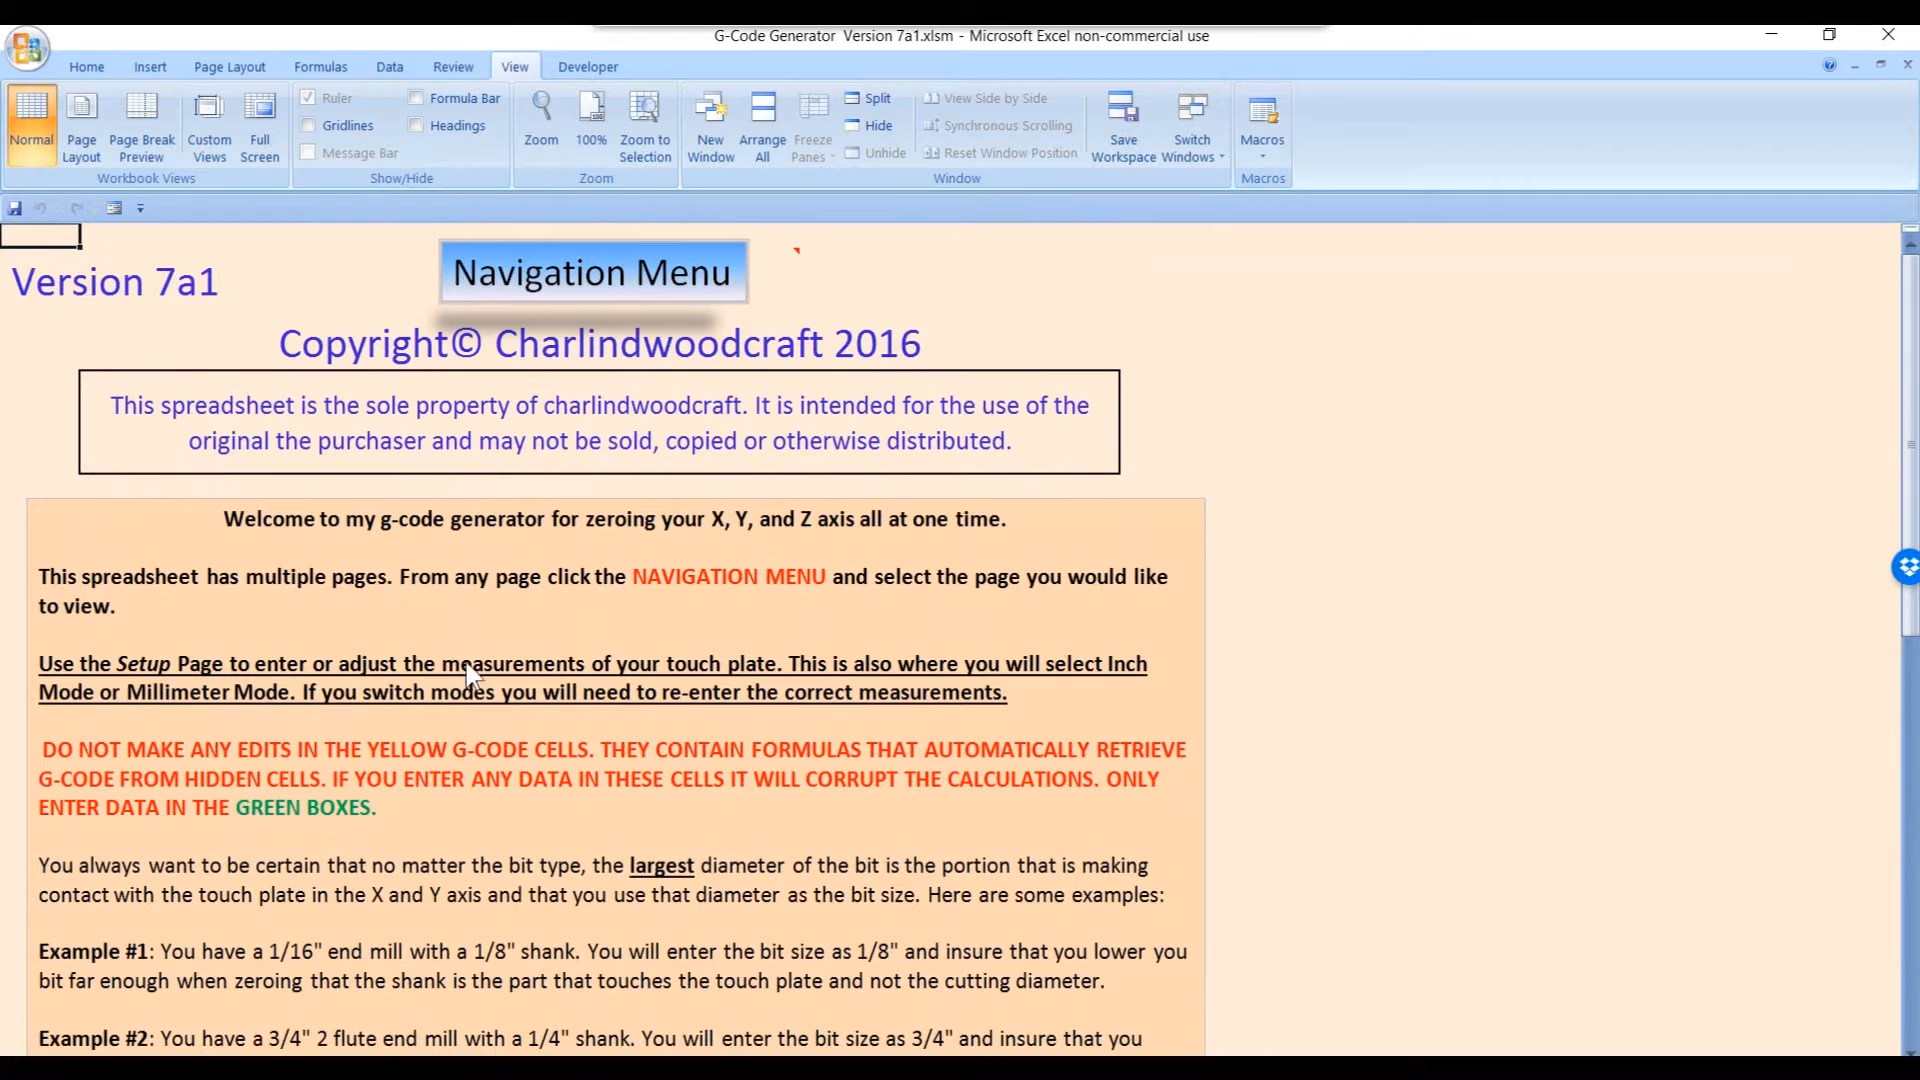 G-Code Generator Version 7a1.xlsm - Microsoft Excel non-commercial use
Home Insert Page Layout Formulas Data Review View Developer
Normal
Page Layout
Page Break Preview
Custom Views
Full Screen
Workbook Views
Ruler
Formula Bar
Gridlines
Headings
Message Bar
Show/Hide
Zoom
100%
Zoom to Selection
Zoom
New Window
Arrange All
Freeze Panes
Split
Hide
Unhide
View Side by Side
Synchronous Scrolling
Reset Window Position
Save Workspace
Switch Windows
Window
Macros
Macros
Version 7a1
Navigation Menu
Copyright© Charlindwoodcraft 2016
This spreadsheet is the sole property of charlindwoodcraft. It is intended for the use of the
original the purchaser and may not be sold, copied or otherwise distributed.
Welcome to my g-code generator for zeroing your X, Y, and Z axis all at one time.
This spreadsheet has multiple pages. From any page click the NAVIGATION MENU and select the page you would like
to view.
Use the Setup Page to enter or adjust the measurements of your touch plate. This is also where you will select Inch
Mode or Millimeter Mode. If you switch modes you will need to re-enter the correct measurements.
DO NOT MAKE ANY EDITS IN THE YELLOW G-CODE CELLS. THEY CONTAIN FORMULAS THAT AUTOMATICALLY RETRIEVE
G-CODE FROM HIDDEN CELLS. IF YOU ENTER ANY DATA IN THESE CELLS IT WILL CORRUPT THE CALCULATIONS. ONLY
ENTER DATA IN THE GREEN BOXES.
You always want to be certain that no matter the bit type, the largest diameter of the bit is the portion that is making
contact with the touch plate in the X and Y axis and that you use that diameter as the bit size. Here are some examples:
Example #1: You have a 1/16" end mill with a 1/8" shank. You will enter the bit size as 1/8" and insure that you lower you
bit far enough when zeroing that the shank is the part that touches the touch plate and not the cutting diameter.
Example #2: You have a 3/4" 2 flute end mill with a 1/4" shank. You will enter the bit size as 3/4" and insure that you